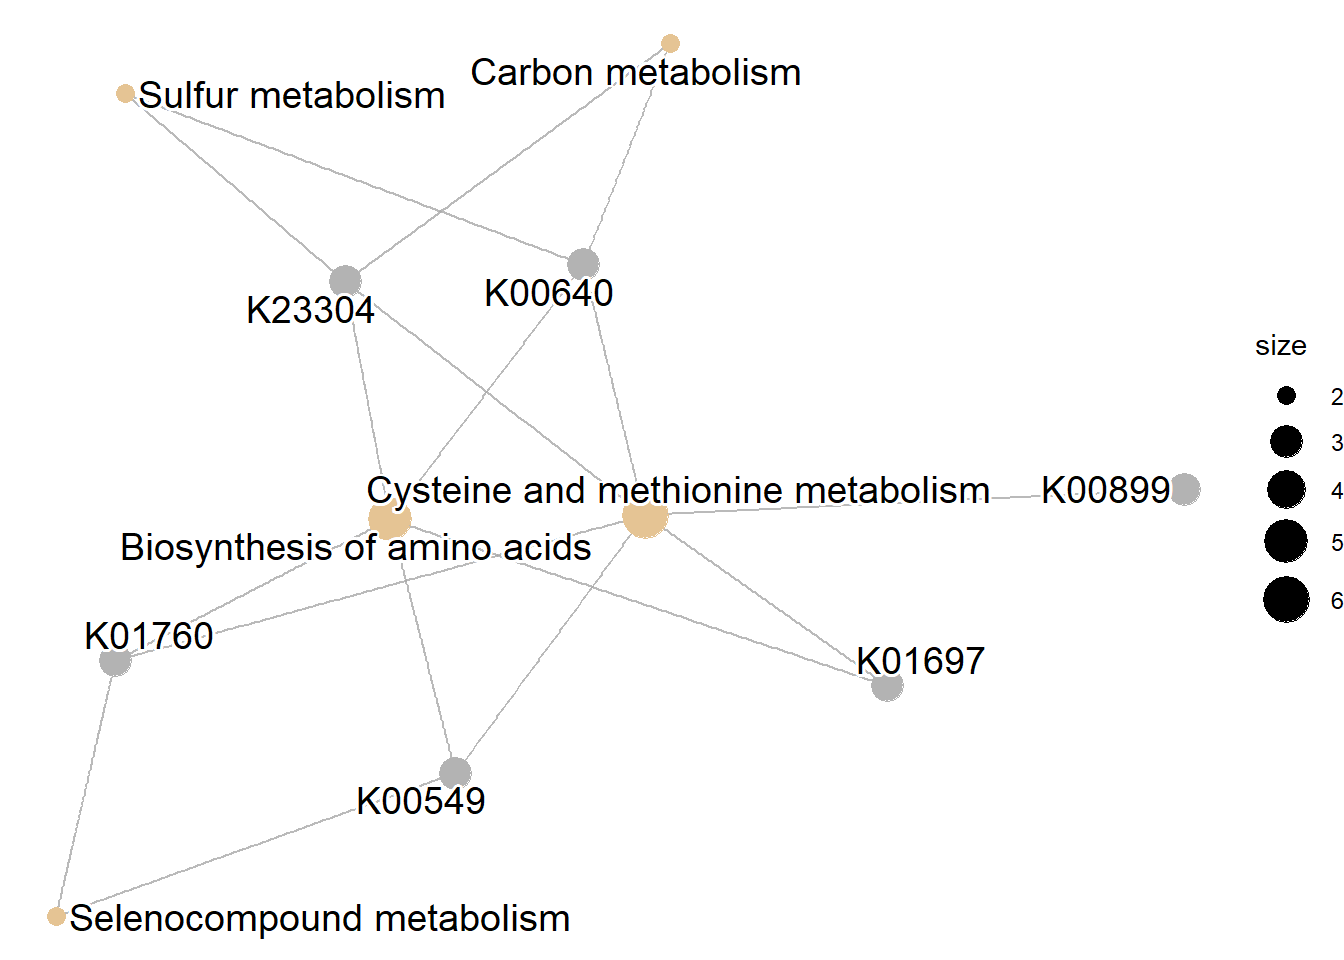 Carbon metabolism
Sulfur metabolism
K23304
K00640
size
2
3
4
5
6
Cysteine and methionine metabolism
K00899
Biosynthesis of amino acids
K01760
K01697
K00549
Selenocompound metabolism